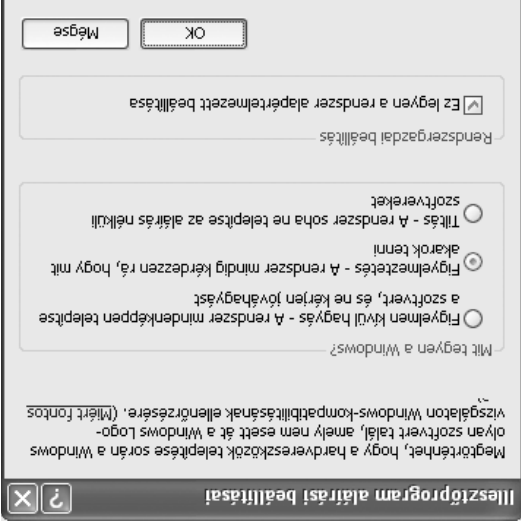 Illesztőprogram aláírási beállításai
Megtörténhet, hogy a hardvereszközök telepítése során a Windows
olyan szoftvert talál, amely nem esett át a Windows Logo-
vizsgálaton Windows-kompatibilitásának ellenőrzésére. (Miért fontos
Mit tegyen a Windows?
Figyelmen kívül hagyás - A rendszer mindenképpen telepítse
a szoftvert, és ne kérjen jóváhagyást
Figyelmeztetés - A rendszer mindig kérdezzen rá, hogy mit
akarok tenni
Tiltás - A rendszer soha ne telepítse az aláírás nélküli
szoftvereket
Rendszergazdai beállítás
Ez legyen a rendszer alapértelmezett beállítása
OK
Mégse